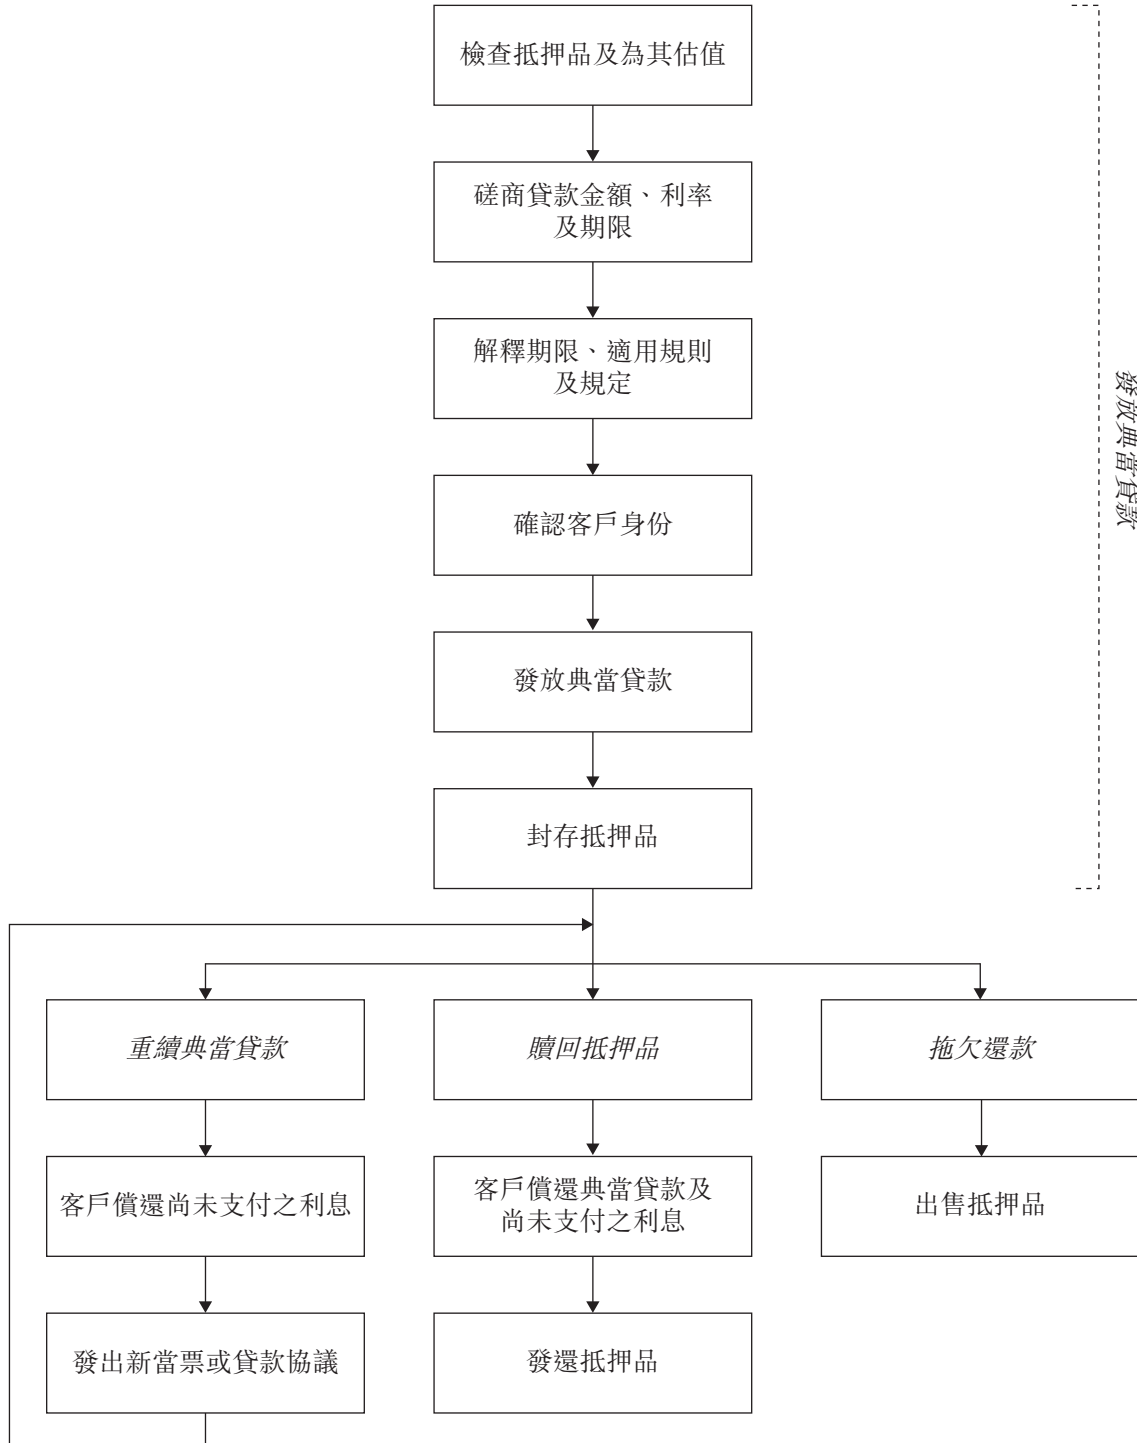 檢查抵押品及為其估值
磋商貸款金額、利率
及期限
解釋期限、適用規則
及規定
確認客戶身份
發放典當貸款
封存抵押品
發放典當貸款
重續典當貸款
贖回抵押品
拖欠還款
客戶償還尚未支付之利息
客戶償還典當貸款及
尚未支付之利息
出售抵押品
發出新當票或貸款協議
發還抵押品